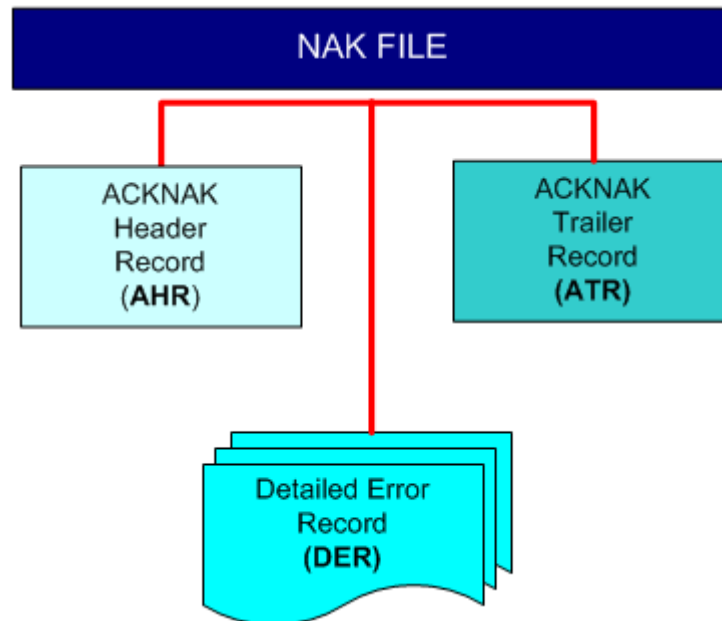 NAK FILE
ACKNAK
Header
Record
(AHR)
ACKNAK
Trailer
Record
(ATR)
Detailed Error
Record
(DER)